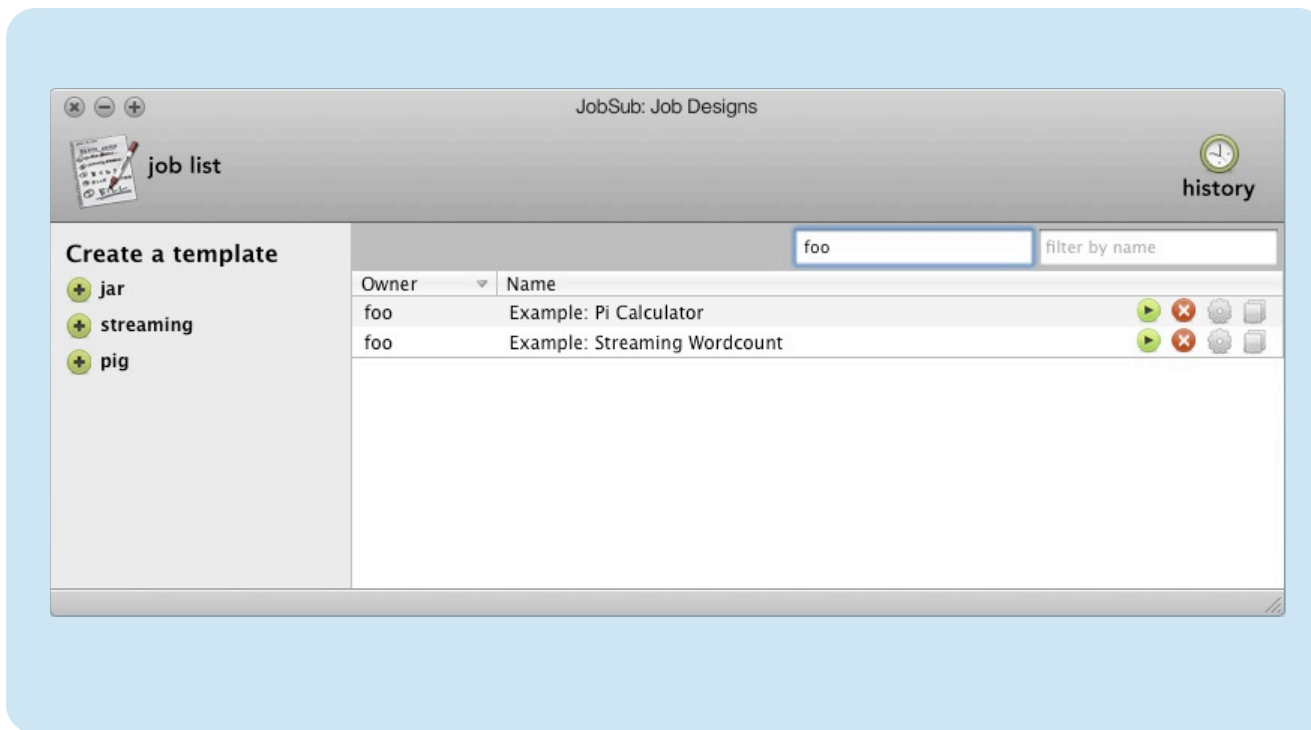 JobSub: Job Designs
job list
history
Create a template
jar
streaming
pig
foo
filter by name
Owner
Name
foo
Example: Pi Calculator
foo
Example: Streaming Wordcount